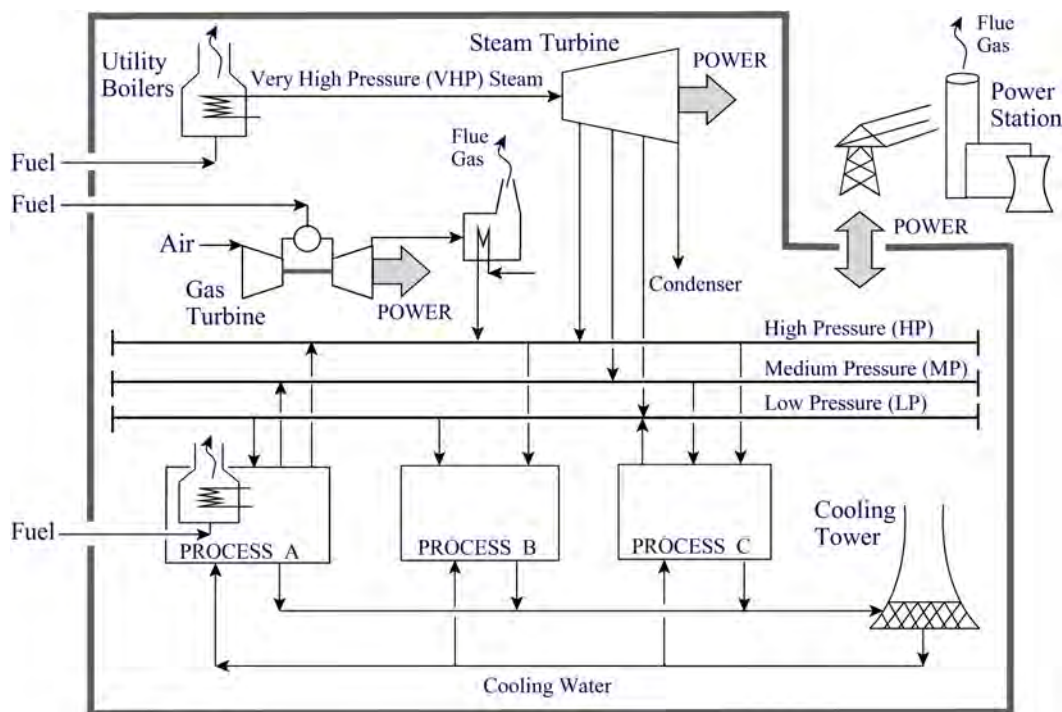 Utility
Boilers
Very High Pressure (VHP) Steam
Steam Turbine
POWER
Flue
Gas
Power
Station
Fuel
Flue
Gas
Fuel
Air
Gas
Turbine
POWER
Condenser
POWER
High Pressure (HP)
Medium Pressure (MP)
Low Pressure (LP)
Fuel
PROCESS A
PROCESS B
PROCESS C
Cooling
Tower
Cooling Water